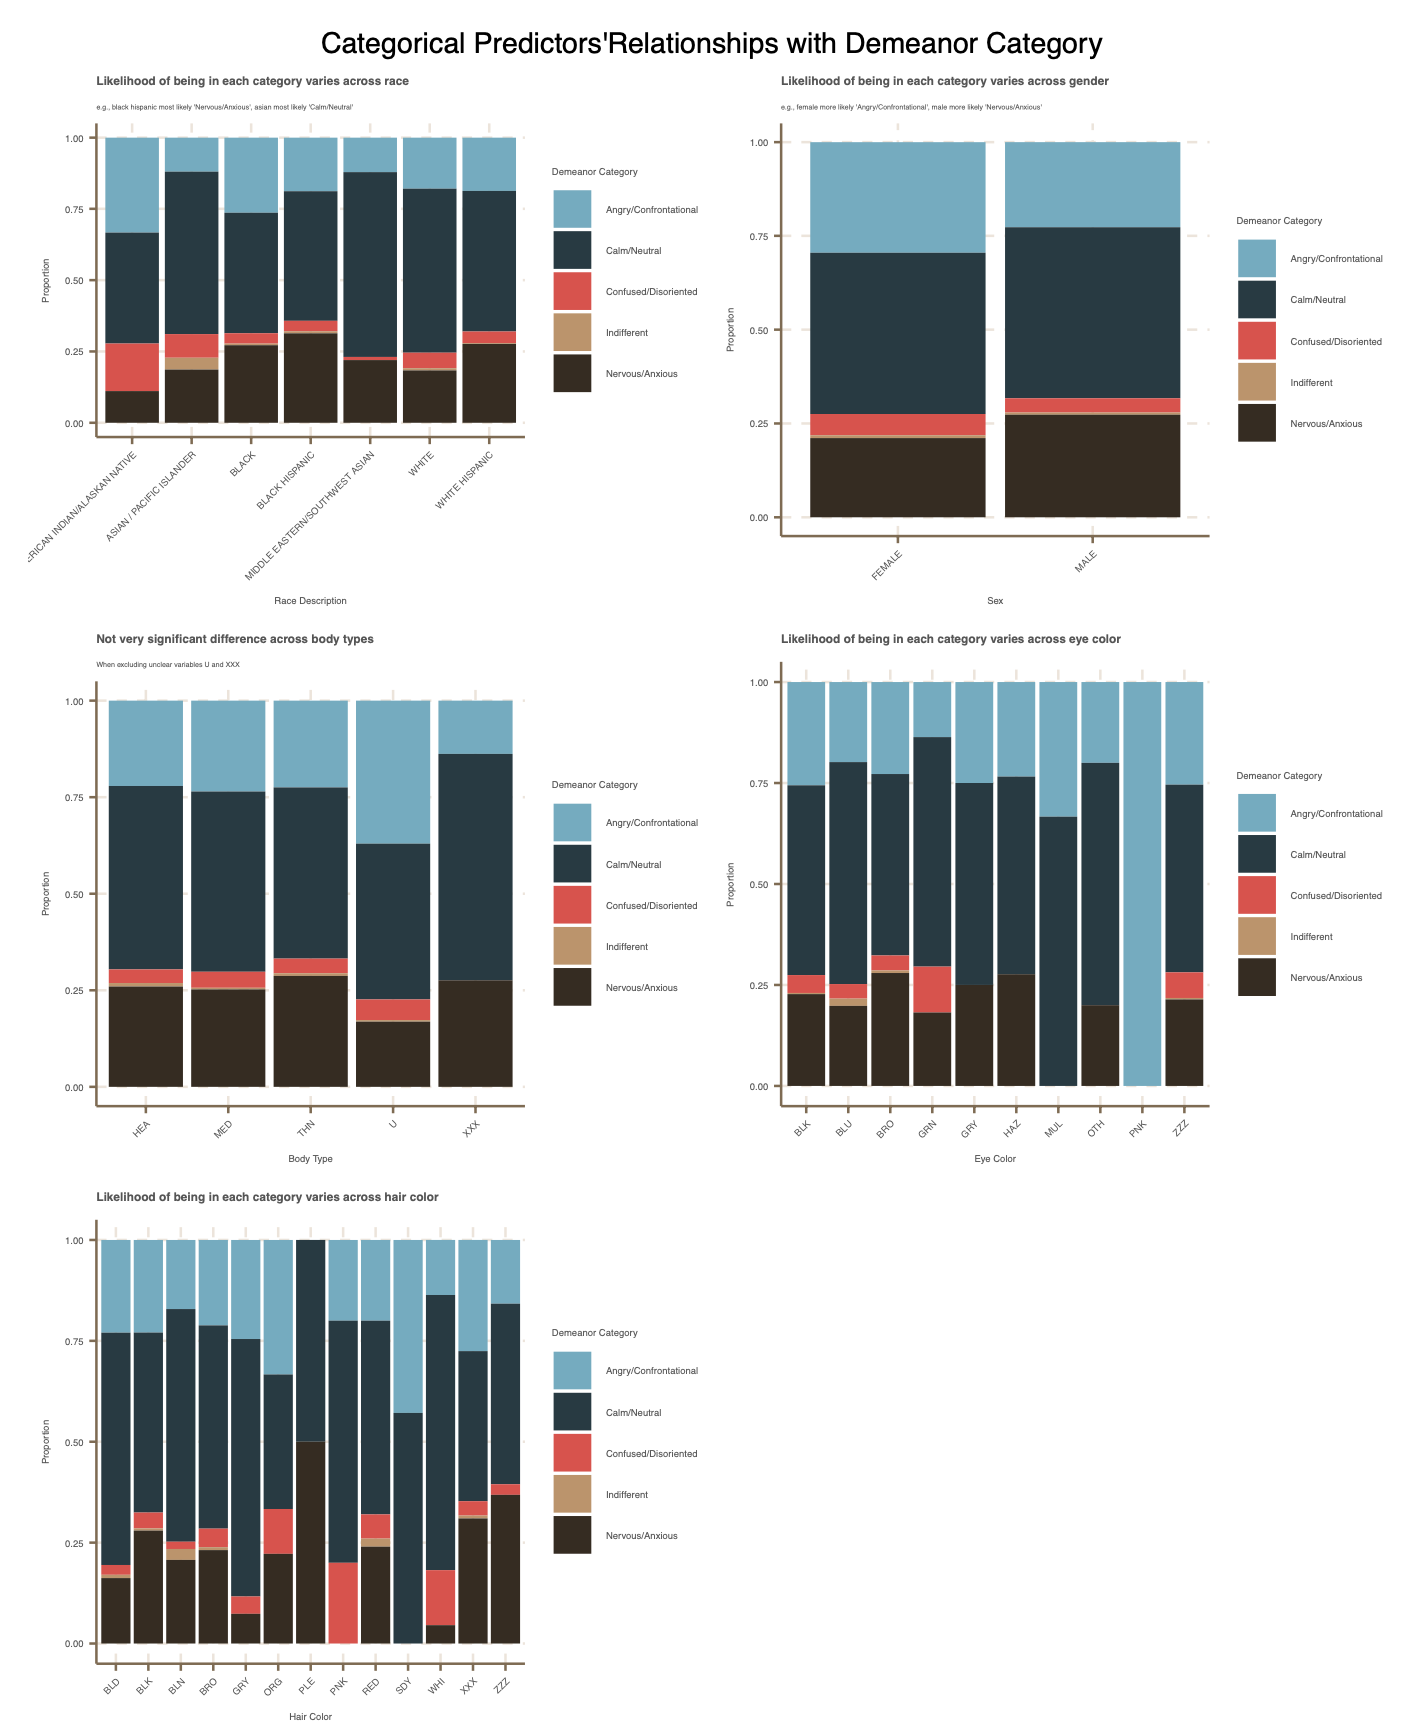 Categorical Predictors'Relationships with Demeanor Category
Likelihood of being in each category varies across race
e.g., black hispanic most likely 'Nervous/Anxious', asian most likely 'Calm/Neutral'
1.00
0.75
0.50
0.25
0.00
Proportion
ERICAN INDIAN/ALASKAN NATIVE
ASIAN / PACIFIC ISLANDER
BLACK
BLACK HISPANIC
MIDDLE EASTERN/SOUTHWEST ASIAN
WHITE
WHITE HISPANIC
Race Description
Demeanor Category
Angry/Confrontational
Calm/Neutral
Confused/Disoriented
Indifferent
Nervous/Anxious
Likelihood of being in each category varies across gender
e.g., female more likely 'Angry/Confrontational', male more likely 'Nervous/Anxious'
1.00
0.75
0.50
0.25
0.00
Proportion
FEMALE
MALE
Sex
Demeanor Category
Angry/Confrontational
Calm/Neutral
Confused/Disoriented
Indifferent
Nervous/Anxious
Not very significant difference across body types
When excluding unclear variables U and XXX
1.00
0.75
0.50
0.25
0.00
Proportion
HEA
MED
THN
U
XXX
Body Type
Demeanor Category
Angry/Confrontational
Calm/Neutral
Confused/Disoriented
Indifferent
Nervous/Anxious
Likelihood of being in each category varies across eye color
1.00
0.75
0.50
0.25
0.00
Proportion
BLK
BLU
BRO
GRN
GRY
HAZ
MUL
OTH
PNK
ZZZ
Eye Color
Demeanor Category
Angry/Confrontational
Calm/Neutral
Confused/Disoriented
Indifferent
Nervous/Anxious
Likelihood of being in each category varies across hair color
1.00
0.75
0.50
0.25
0.00
Proportion
BLD
BLK
BLN
BRO
GRY
ORG
PLE
PNK
RED
SDY
WHI
XXX
ZZZ
Hair Color
Demeanor Category
Angry/Confrontational
Calm/Neutral
Confused/Disoriented
Indifferent
Nervous/Anxious